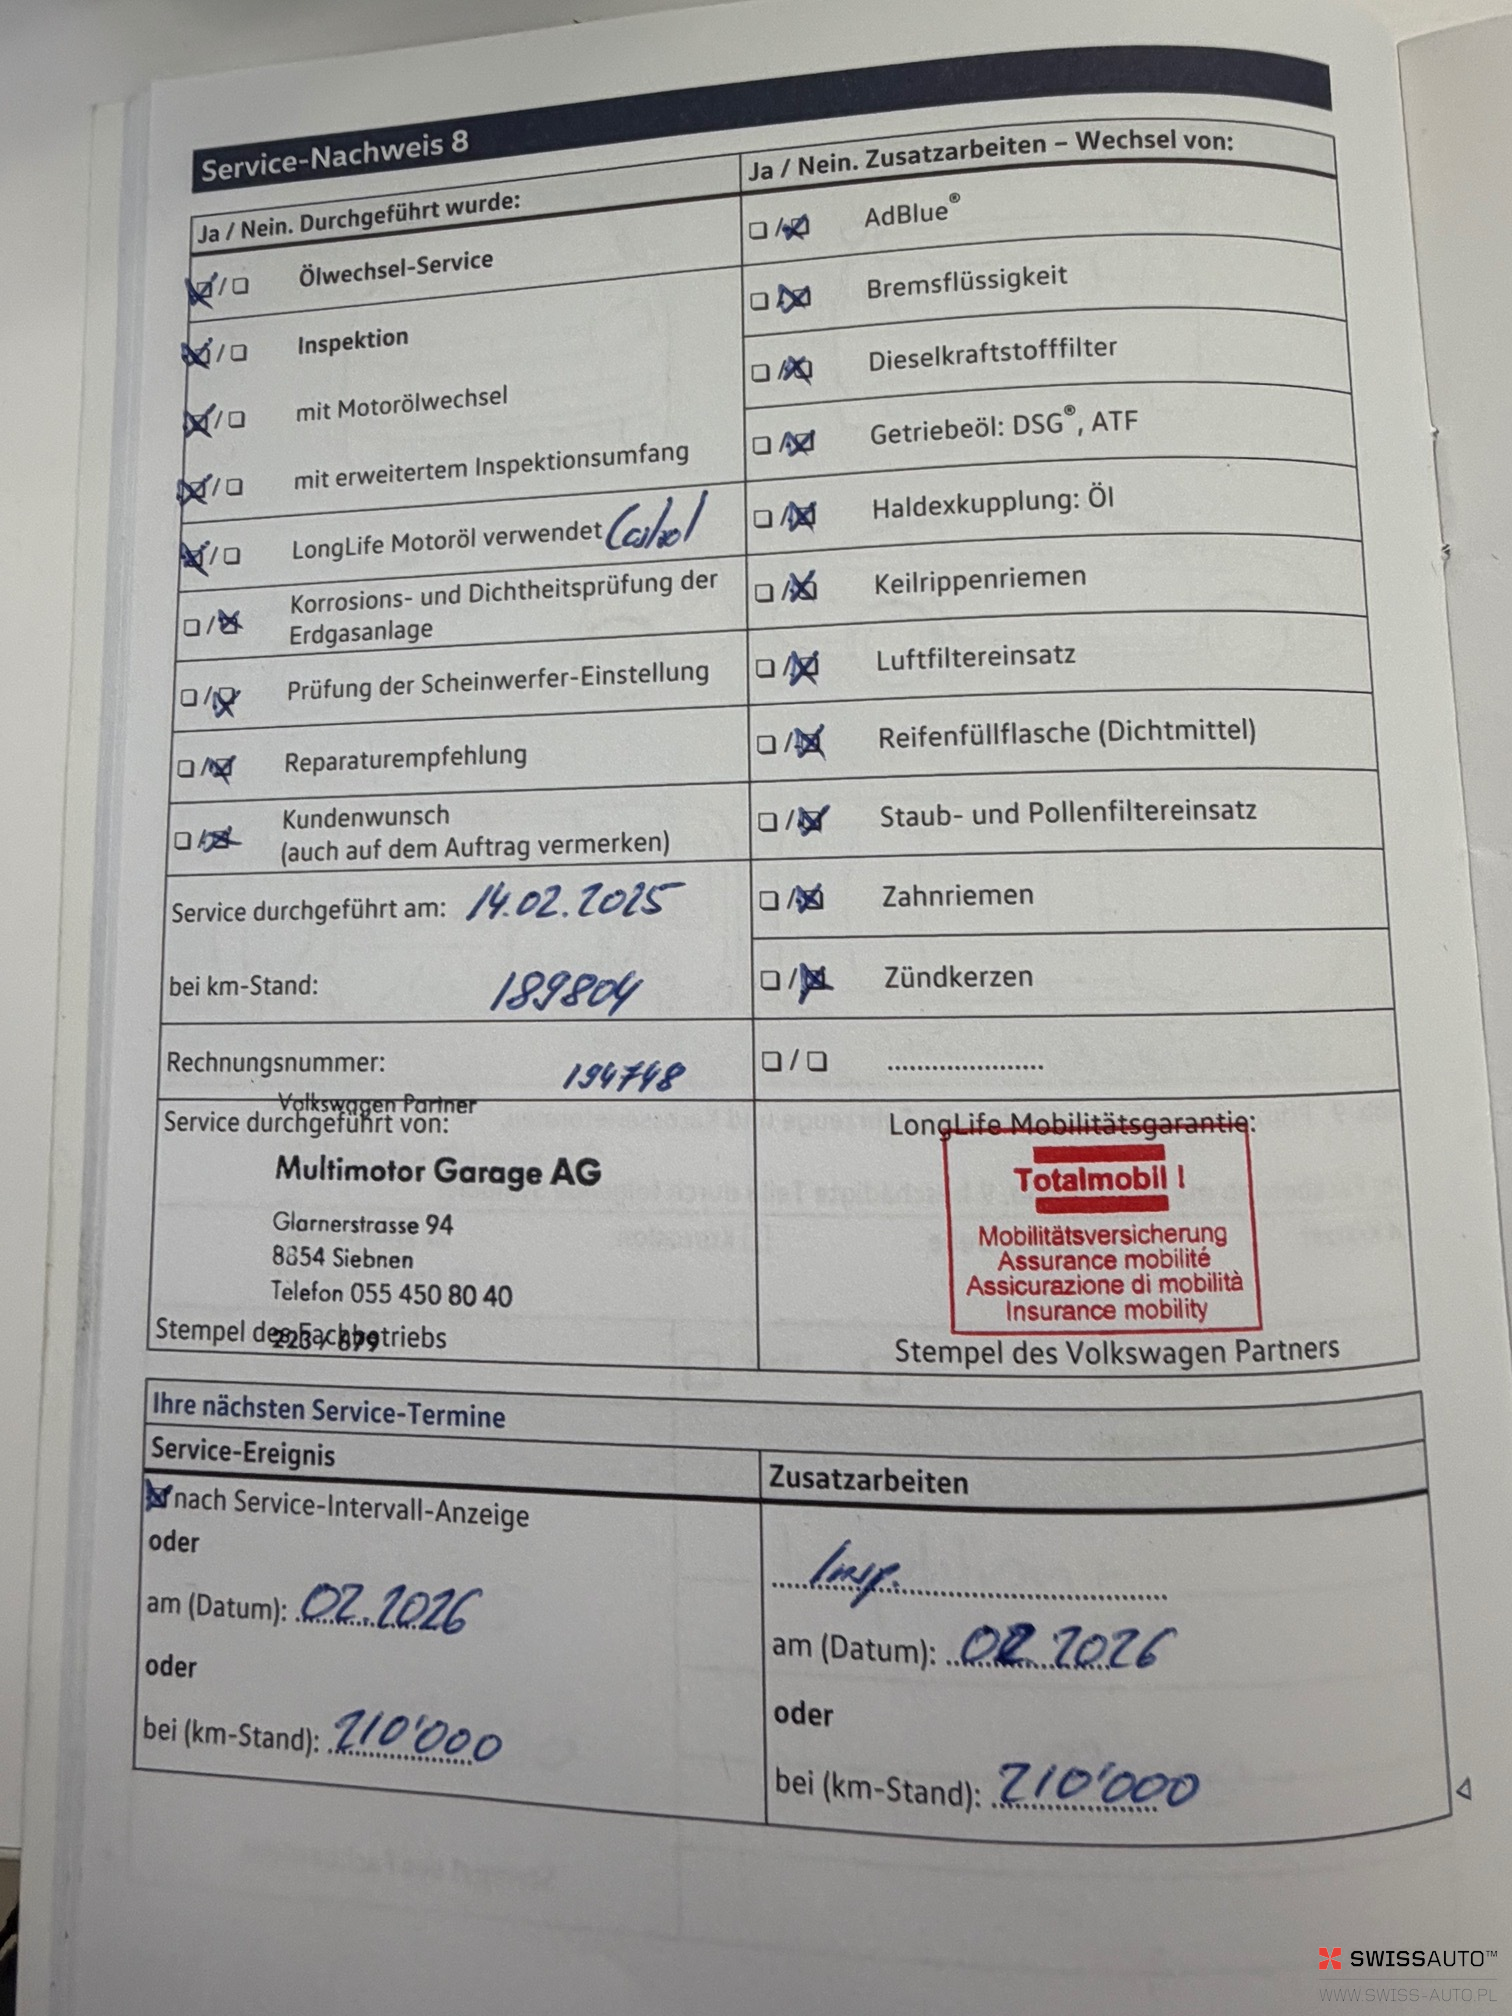 Service-Nachweis 8
Ja / Nein. Durchgeführt wurde:
Ölwechsel-Service
Inspektion
mit Motorölwechsel
mit erweitertem Inspektionsumfang
LongLife Motoröl verwendet Castrol
Korrosions- und Dichtheitsprüfung der
Erdgasanlage
Prüfung der Scheinwerfer-Einstellung
Reparaturempfehlung
Kundenwunsch
(auch auf dem Auftrag vermerken)
Service durchgeführt am: 14.02.2025
bei km-Stand: 189804
Rechnungsnummer: 194748
Ja / Nein. Zusatzarbeiten – Wechsel von:
AdBlue®
Bremsflüssigkeit
Dieselkraftstofffilter
Getriebeöl: DSG®, ATF
Haldexkupplung: Öl
Keilrippenriemen
Luftfiltereinsatz
Reifenfüllflasche (Dichtmittel)
Staub- und Pollenfiltereinsatz
Zahnriemen
Zündkerzen
Volkswagen Partner
Service durchgeführt von:
Multimotor Garage AG
Glarnerstrasse 94
8854 Siebnen
Telefon 055 450 80 40
Stempel des Fachbetriebs
LongLife Mobilitätsgarantie:
Totalmobil !
Mobilitätsversicherung
Assurance mobilité
Assicurazione di mobilità
Insurance mobility
Stempel des Volkswagen Partners
Ihre nächsten Service-Termine
Service-Ereignis
nach Service-Intervall-Anzeige
oder
am (Datum): 02.2026
oder
bei (km-Stand): 210'000
Zusatzarbeiten
Insp.
am (Datum): 02.2026
oder
bei (km-Stand): 210'000
SWISSAUTO™
WWW.SWISS-AUTO.PL